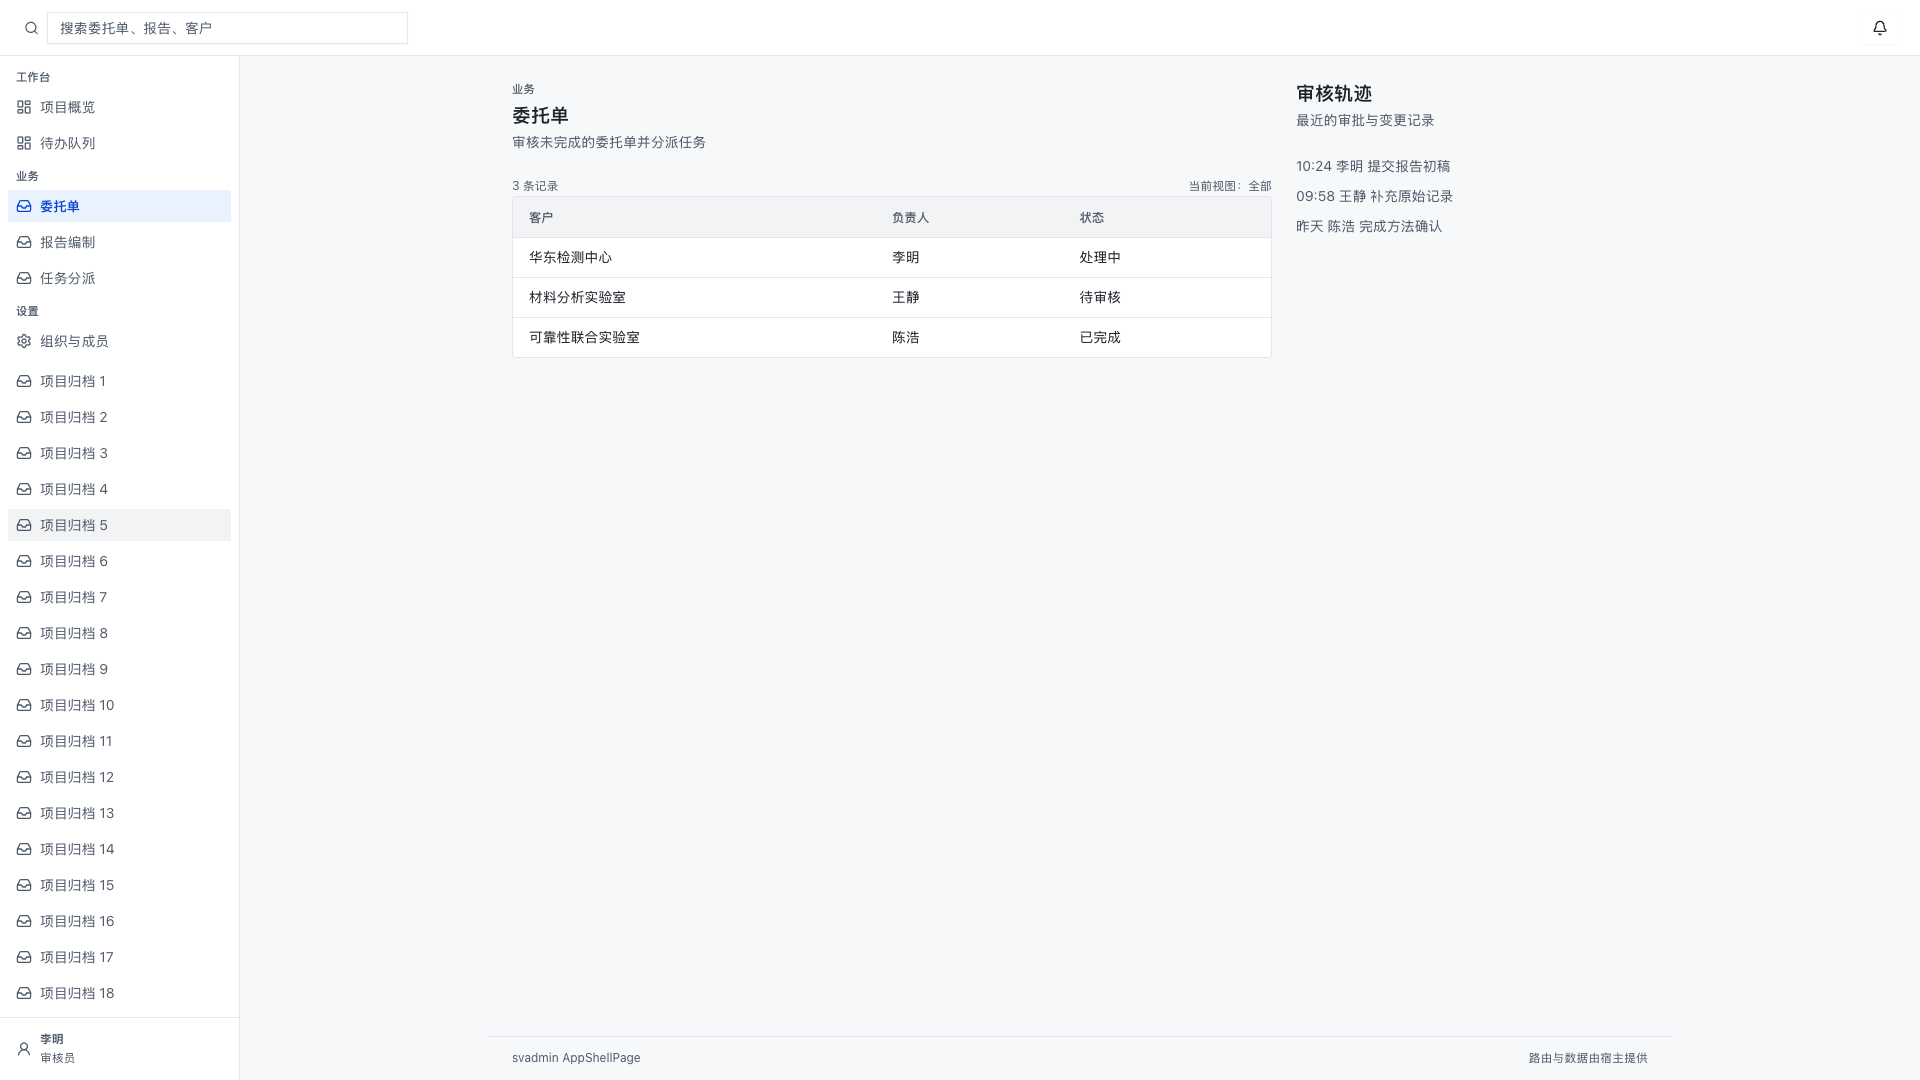 搜索委托单、报告、客户
工作台
项目概览
待办队列
业务
委托单
报告编制
任务分派
设置
组织与成员
项目归档 1
项目归档 2
项目归档 3
项目归档 4
项目归档 5
项目归档 6
项目归档 7
项目归档 8
项目归档 9
项目归档 10
项目归档 11
项目归档 12
项目归档 13
项目归档 14
项目归档 15
项目归档 16
项目归档 17
项目归档 18
李明
审核员
业务
委托单
审核未完成的委托单并分派任务
3 条记录 当前视图：全部
客户 负责人 状态
华东检测中心 李明 处理中
材料分析实验室 王静 待审核
可靠性联合实验室 陈浩 已完成
审核轨迹
最近的审批与变更记录
10:24 李明 提交报告初稿
09:58 王静 补充原始记录
昨天 陈浩 完成方法确认
svadmin AppShellPage 路由与数据由宿主提供